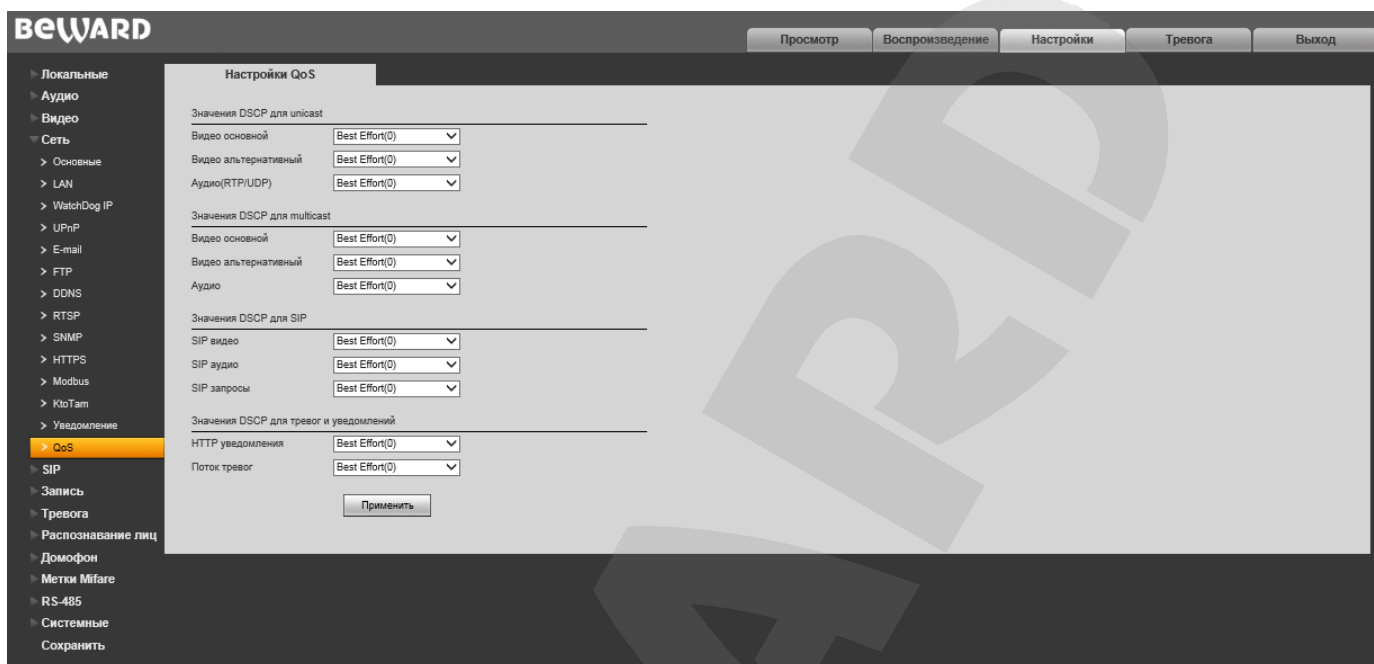 BEWARD
Просмотр Воспроизведение Настройки Тревога Выход
Локальные
Аудио
Видео
Сеть
Основные
LAN
WatchDog IP
UPnP
E-mail
FTP
DDNS
RTSP
SNMP
HTTPS
Modbus
KtoTam
Уведомление
QoS
SIP
Запись
Тревога
Распознавание лиц
Домофон
Метки Mifare
RS-485
Системные
Сохранить
Настройки QoS
Значения DSCP для unicast
Видео основной Best Effort(0)
Видео альтернативный Best Effort(0)
Аудио(RTP/UDP) Best Effort(0)
Значения DSCP для multicast
Видео основной Best Effort(0)
Видео альтернативный Best Effort(0)
Аудио Best Effort(0)
Значения DSCP для SIP
SIP видео Best Effort(0)
SIP аудио Best Effort(0)
SIP запросы Best Effort(0)
Значения DSCP для тревог и уведомлений
HTTP уведомления Best Effort(0)
Поток тревог Best Effort(0)
Применить